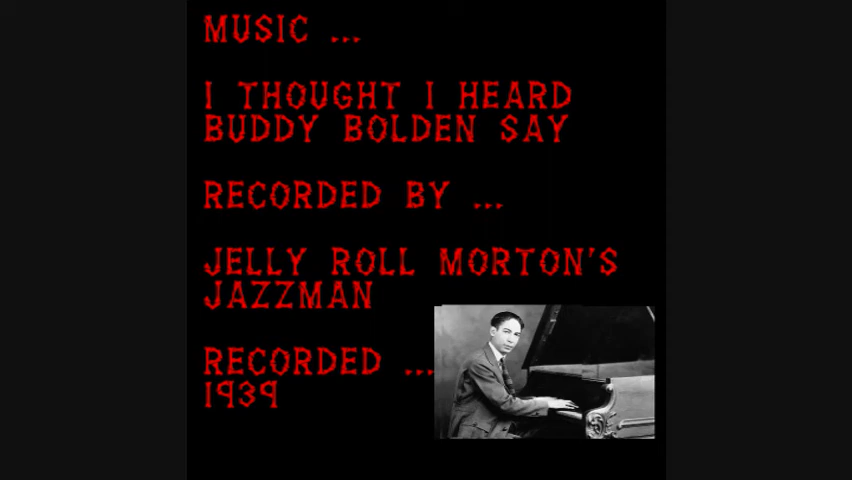 MUSIC ...
I THOUGHT I HEARD
BUDDY BOLDEN SAY
RECORDED BY ...
JELLY ROLL MORTON'S
JAZZMAN
RECORDED ...
1939